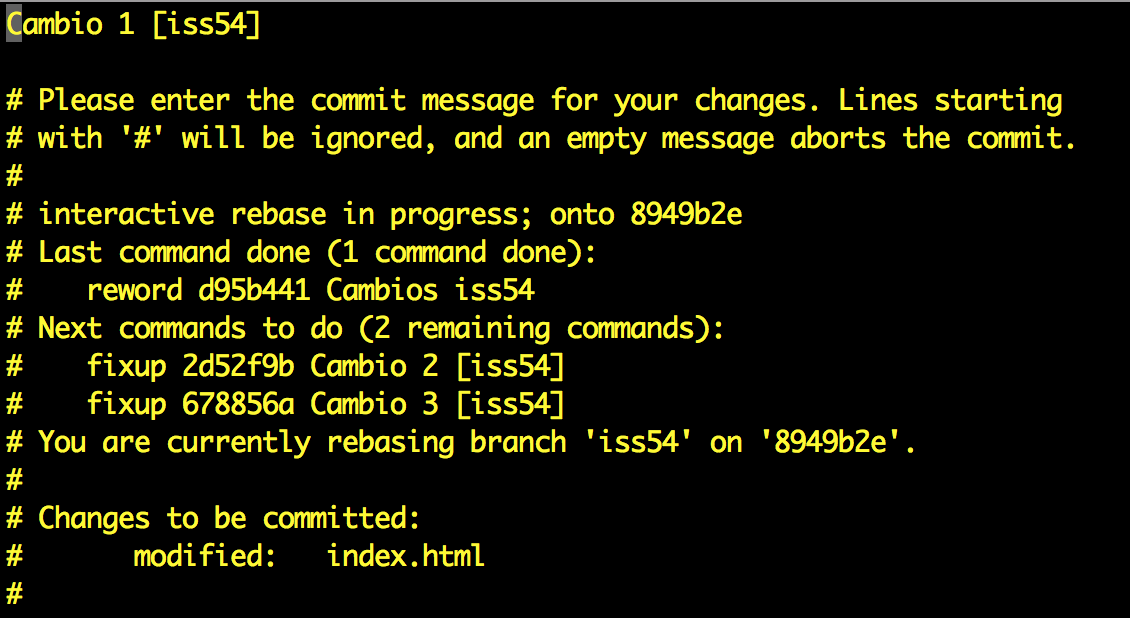 Cambio 1 [iss54]

# Please enter the commit message for your changes. Lines starting
# with '#' will be ignored, and an empty message aborts the commit.
#
# interactive rebase in progress; onto 8949b2e
# Last command done (1 command done):
#    reword d95b441 Cambios iss54
# Next commands to do (2 remaining commands):
#    fixup 2d52f9b Cambio 2 [iss54]
#    fixup 678856a Cambio 3 [iss54]
# You are currently rebasing branch 'iss54' on '8949b2e'.
#
# Changes to be committed:
#       modified:   index.html
#